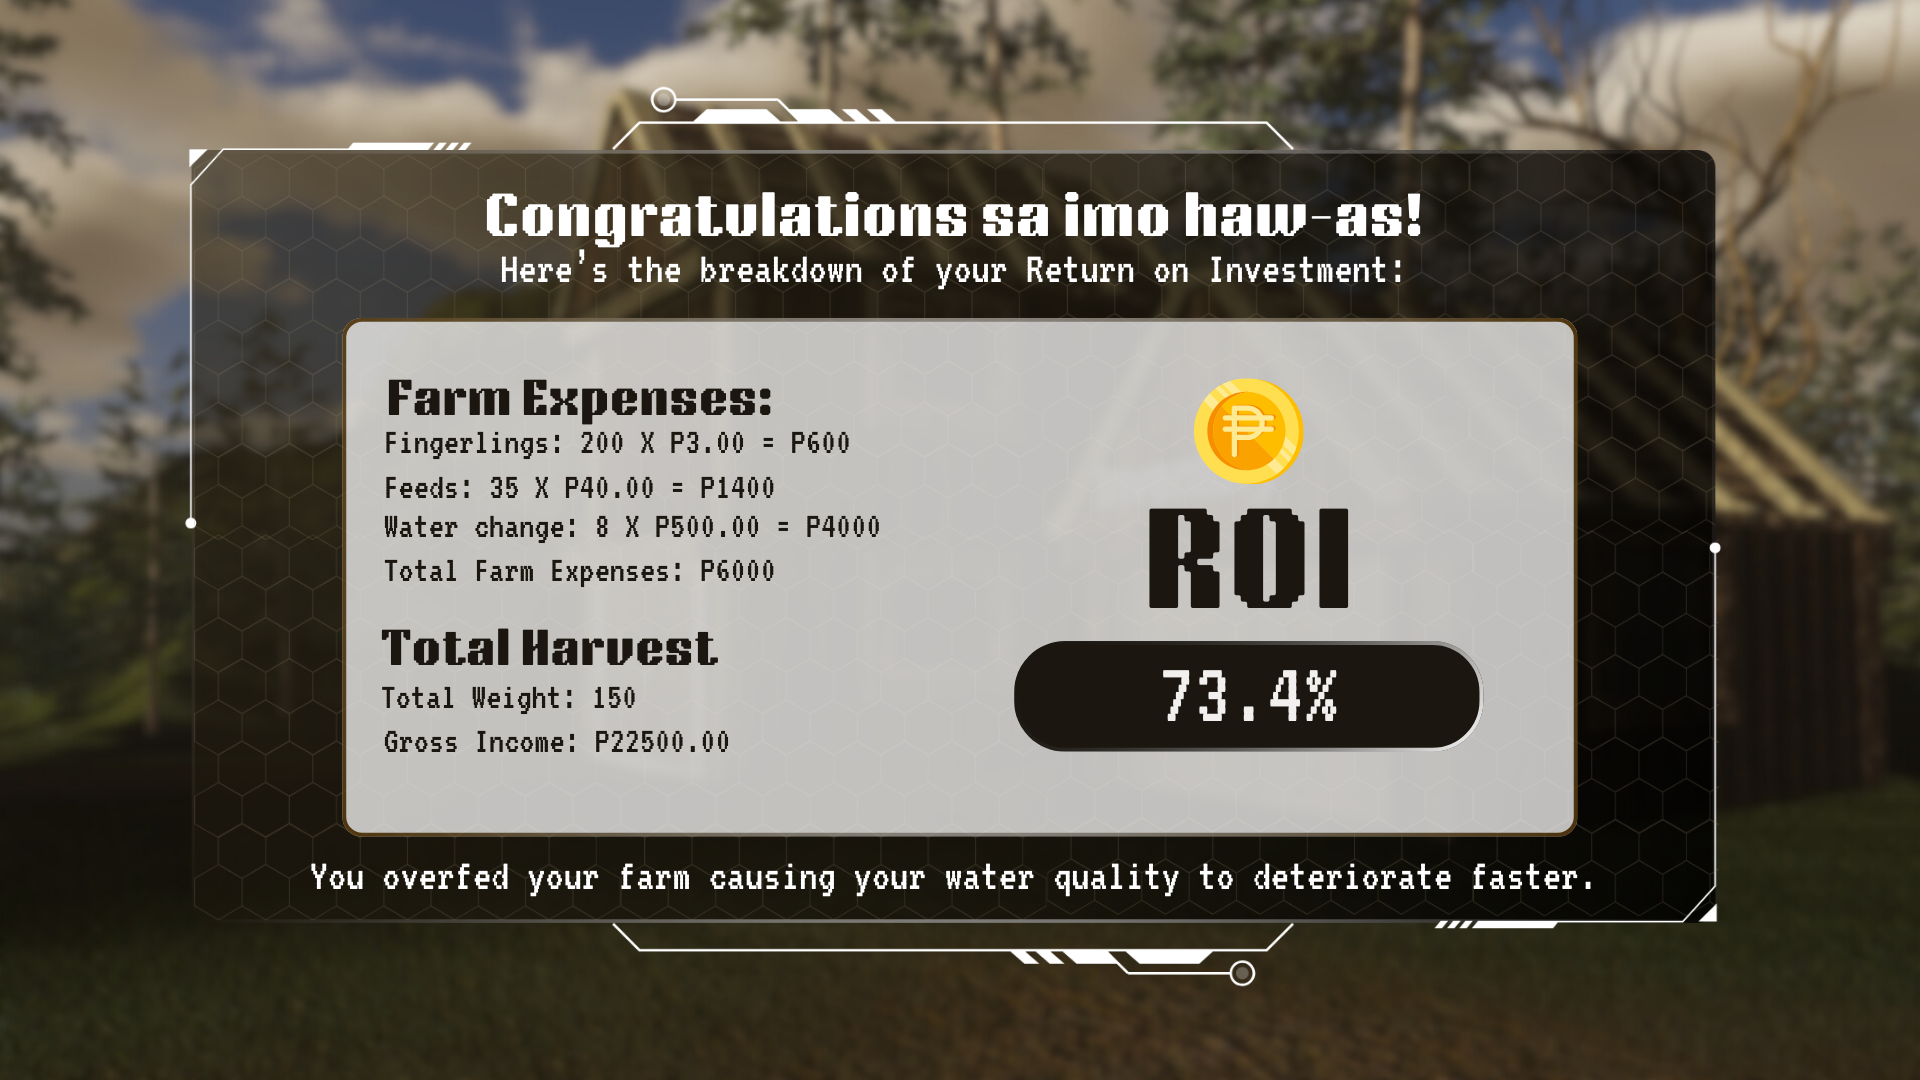 Congratulations sa imo haw-as!
Here's the breakdown of your Return on Investment:
Farm Expenses:
Fingerlings: 200 X P3.00 = P600
Feeds: 35 X P40.00 = P1400
Water change: 8 X P500.00 = P4000
Total Farm Expenses: P6000
Total Harvest
Total Weight: 150
Gross Income: P22500.00
₱
ROI
73.4%
You overfed your farm causing your water quality to deteriorate faster.